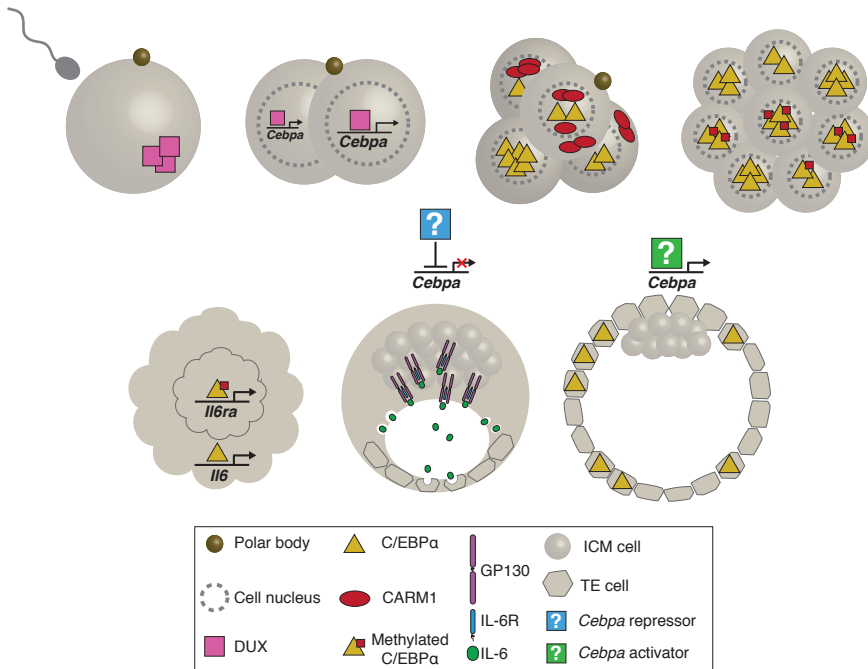 Cebpa
Cebpa
?
Cebpa
?
Cebpa
Il6ra
Il6
Polar body
C/EBPα
GP130
ICM cell
TE cell
Cell nucleus
CARM1
IL-6R
? Cebpa repressor
DUX
Methylated
C/EBPα
IL-6
? Cebpa activator